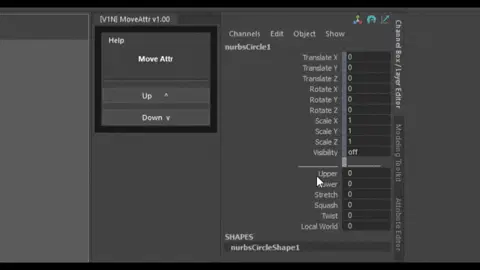 [V1N] MoveAttr v1.00
Help
Move Attr
Up ^
Down v
Channels Edit Object Show
nurbsCircle1
Translate X 0
Translate Y 0
Translate Z 0
Rotate X 0
Rotate Y 0
Rotate Z 0
Scale X 1
Scale Y 1
Scale Z 1
Visibility off
Upper 0
Lower 0
Stretch 0
Squash 0
Twist 0
Local World 0
SHAPES
nurbsCircleShape1
Channel Box / Layer Editor
Modeling Toolkit
Attribute Editor